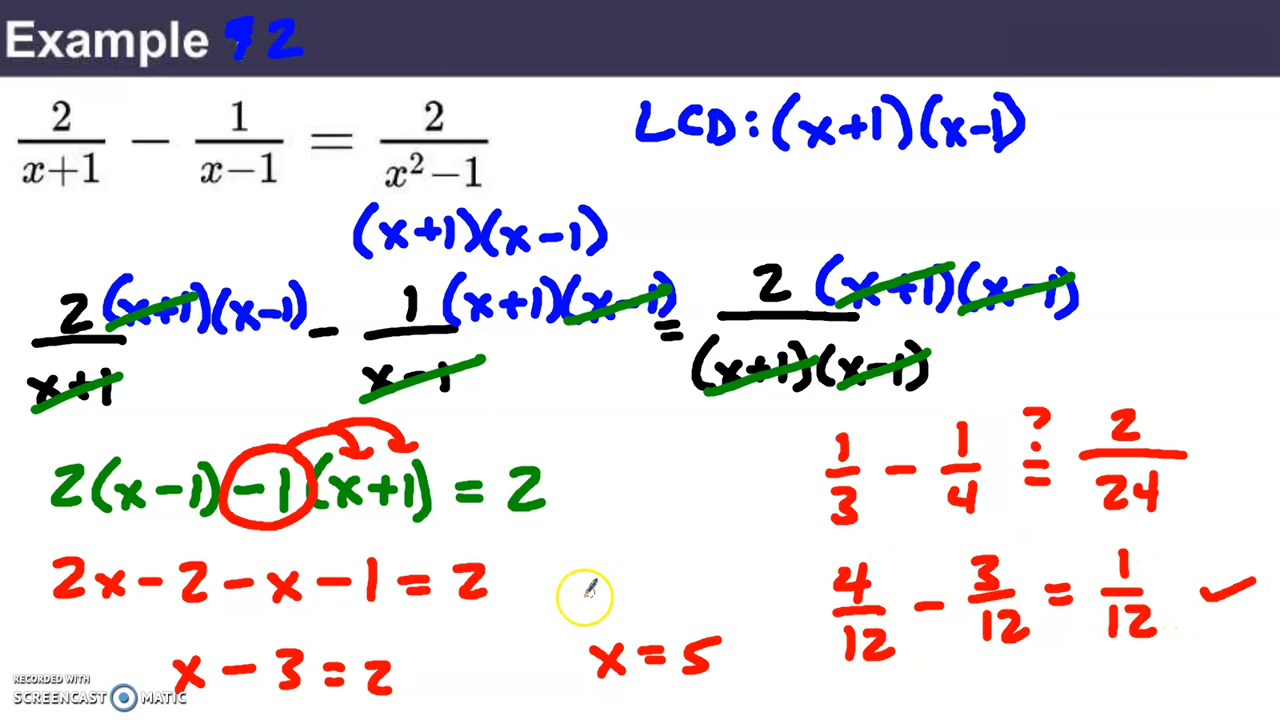 Example 92
2/(x+1) − 1/(x−1) = 2/(x²−1)
LCD: (x+1)(x−1)
(x+1)(x−1)
2(x+1)(x−1)/(x+1) − 1(x+1)(x−1)/(x−1) = 2(x+1)(x−1)/((x+1)(x−1))
2(x−1) −1(x+1) = 2
2x − 2 − x − 1 = 2
x − 3 = 2
x = 5
1/3 − 1/4 ≟ 2/24
4/12 − 3/12 = 1/12 ✓
RECORDED WITH
SCREENCAST MATIC